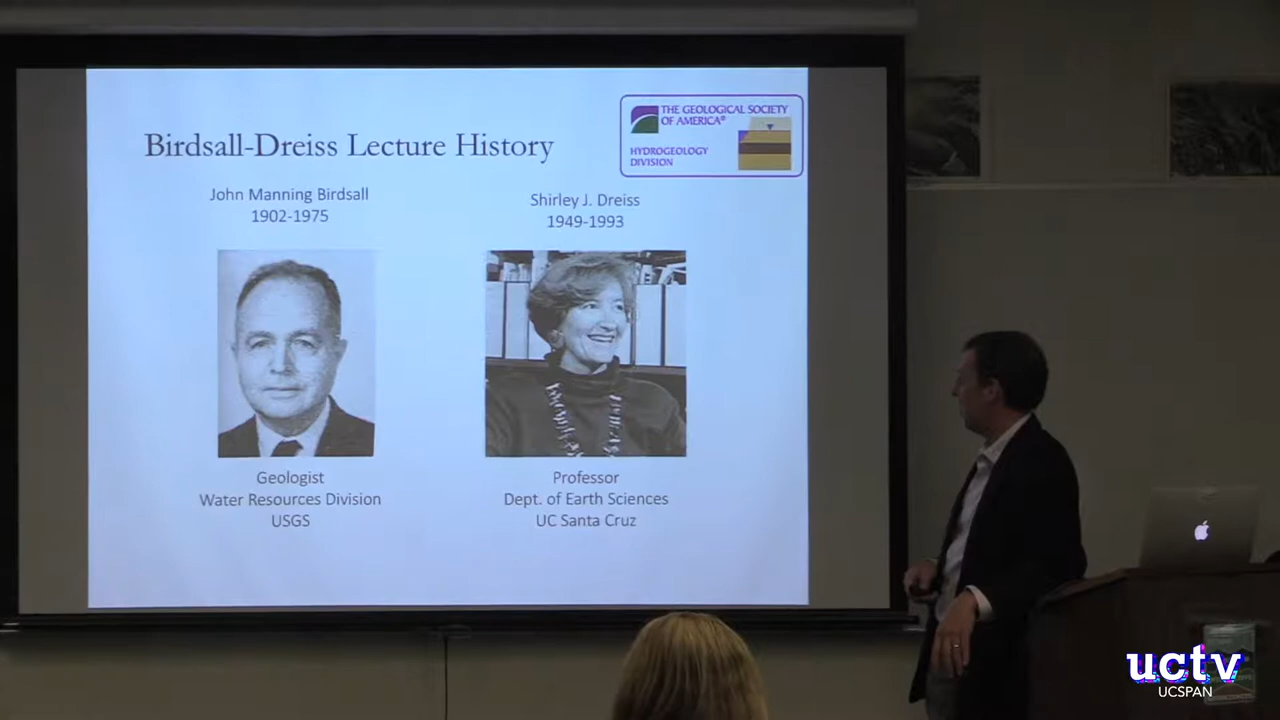 Birdsall-Dreiss Lecture History
THE GEOLOGICAL SOCIETY
OF AMERICA®
HYDROGEOLOGY
DIVISION
John Manning Birdsall
1902-1975
Shirley J. Dreiss
1949-1993
Geologist
Water Resources Division
USGS
Professor
Dept. of Earth Sciences
UC Santa Cruz
uctv
UCSPAN